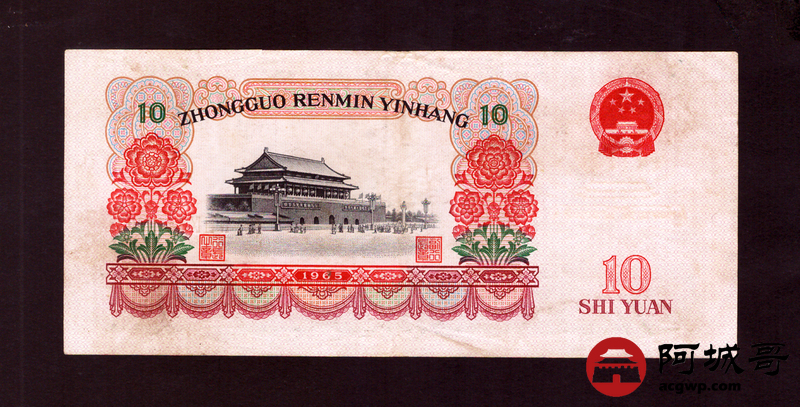 10
ZHONGGUO RENMIN YINHANG
10
1965
10
SHI YUAN
阿城哥
acgwp.com